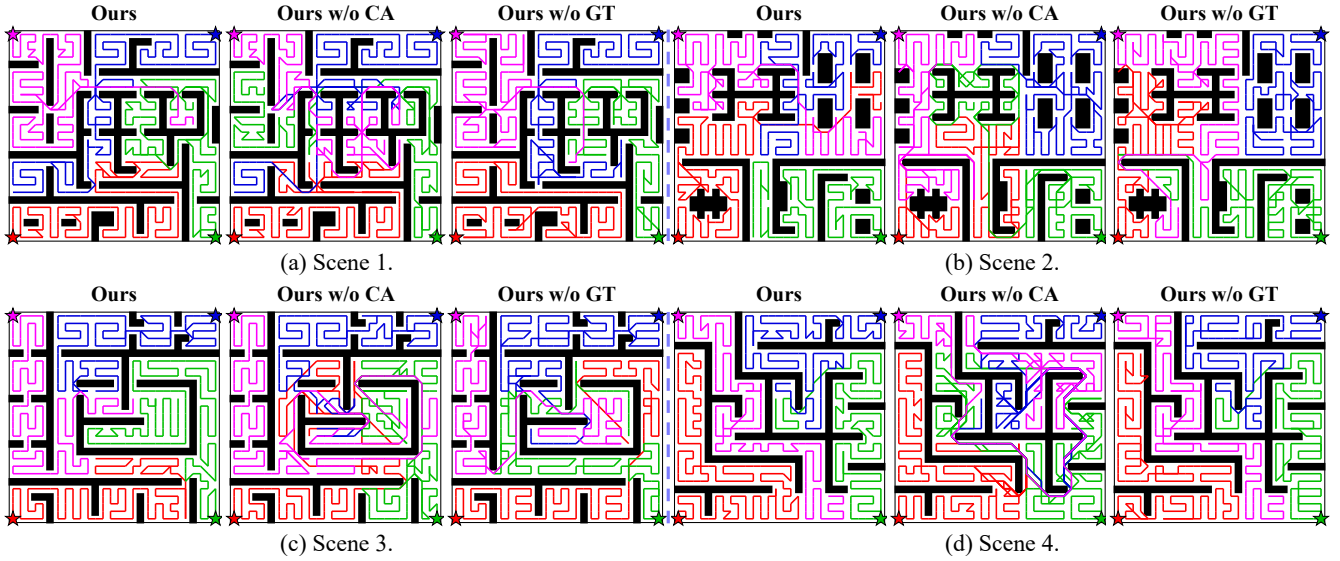 Ours Ours w/o CA Ours w/o GT Ours Ours w/o CA Ours w/o GT
(a) Scene 1. (b) Scene 2.
Ours Ours w/o CA Ours w/o GT Ours Ours w/o CA Ours w/o GT
(c) Scene 3. (d) Scene 4.